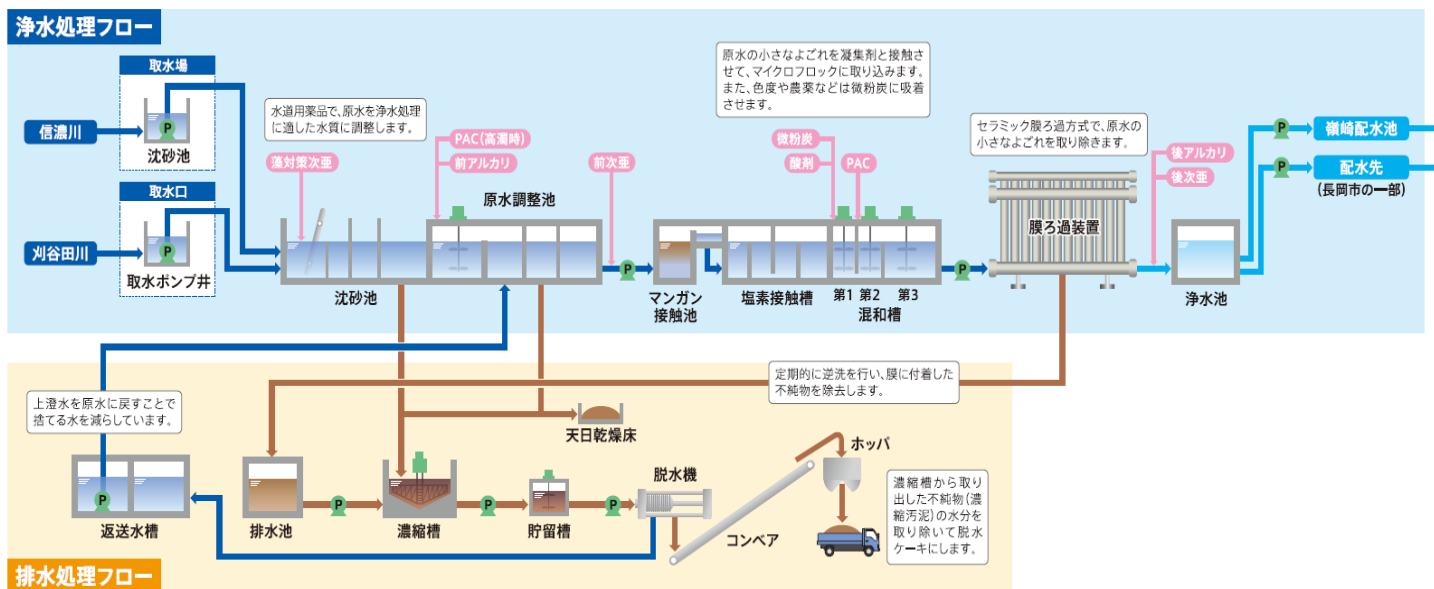 浄水処理フロー
取水場
信濃川
P
沈砂池
取水口
刈谷田川
P
取水ポンプ井
水道用薬品で、原水を浄水処理
に適した水質に調整します。
藻対策次亜
PAC(高濁時)
前アルカリ
原水調整池
沈砂池
前次亜
P
マンガン
接触池
原水の小さなよごれを凝集剤と接触さ
せて、マイクロフロックに取り込みます。
また、色度や農薬などは微粉炭に吸着
させます。
微粉炭
酸剤
PAC
塩素接触槽
第1
第2
第3
混和槽
P
セラミック膜ろ過方式で、原水の
小さなよごれを取り除きます。
膜ろ過装置
後アルカリ
後次亜
浄水池
P
嶺崎配水池
P
配水先
(長岡市の一部)
定期的に逆洗を行い、膜に付着した
不純物を除去します。
上澄水を原水に戻すことで
捨てる水を減らしています。
P
返送水槽
排水池
P
濃縮槽
天日乾燥床
P
貯留槽
P
脱水機
コンベア
ホッパ
濃縮槽から取り
出した不純物(濃
縮汚泥)の水分を
取り除いて脱水
ケーキにします。
排水処理フロー